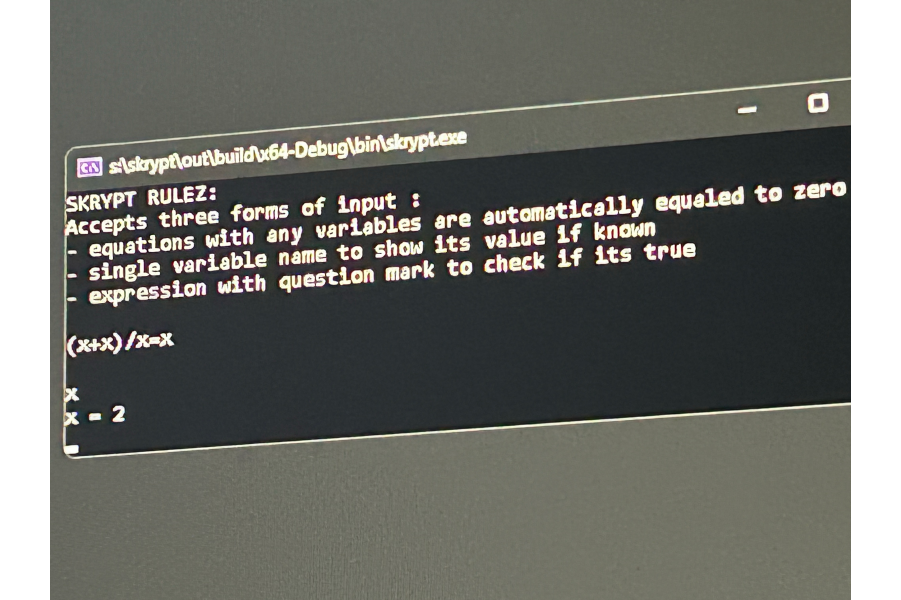 s:\skrypt\out\build\x64-Debug\bin\skrypt.exe
SKRYPT RULEZ:
Accepts three forms of input :
- equations with any variables are automatically equaled to zero
- single variable name to show its value if known
- expression with question mark to check if its true
(x+x)/x=x
x
x = 2